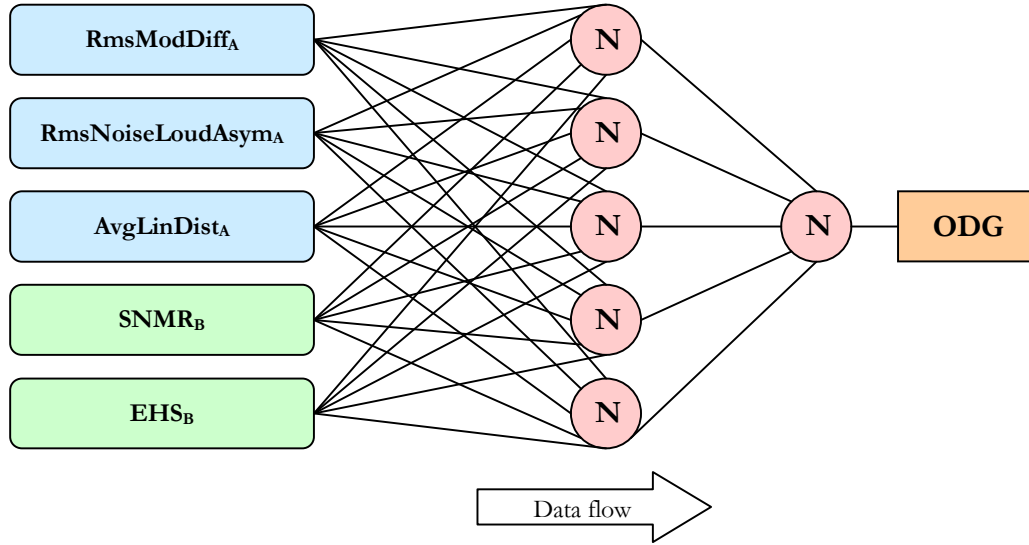 RmsModDiffA
N
RmsNoiseLoudAsymA
N
AvgLinDistA
N
N
ODG
SNMRB
N
EHSB
N
Data flow